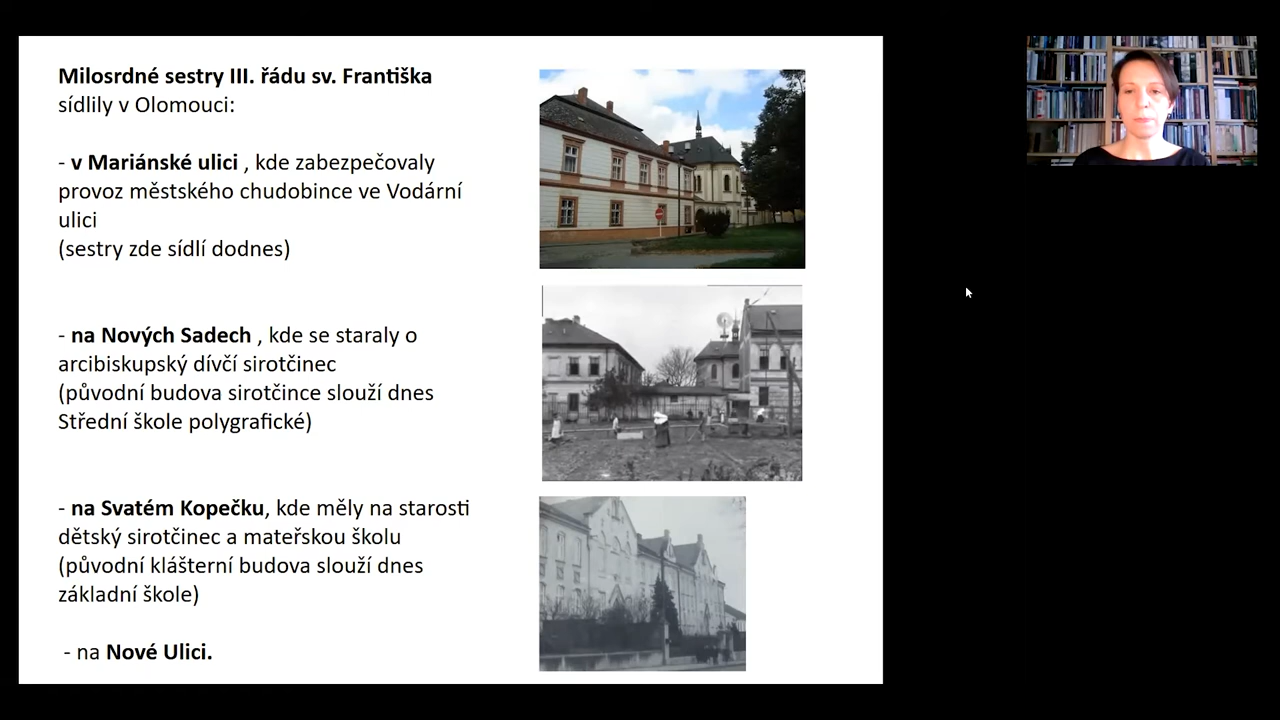 Milosrdné sestry III. řádu sv. Františka
sídlily v Olomouci:
- v Mariánské ulici , kde zabezpečovaly
provoz městského chudobince ve Vodární
ulici
(sestry zde sídlí dodnes)
- na Nových Sadech , kde se staraly o
arcibiskupský dívčí sirotčinec
(původní budova sirotčince slouží dnes
Střední škole polygrafické)
- na Svatém Kopečku, kde měly na starosti
dětský sirotčinec a mateřskou školu
(původní klášterní budova slouží dnes
základní škole)
- na Nové Ulici.